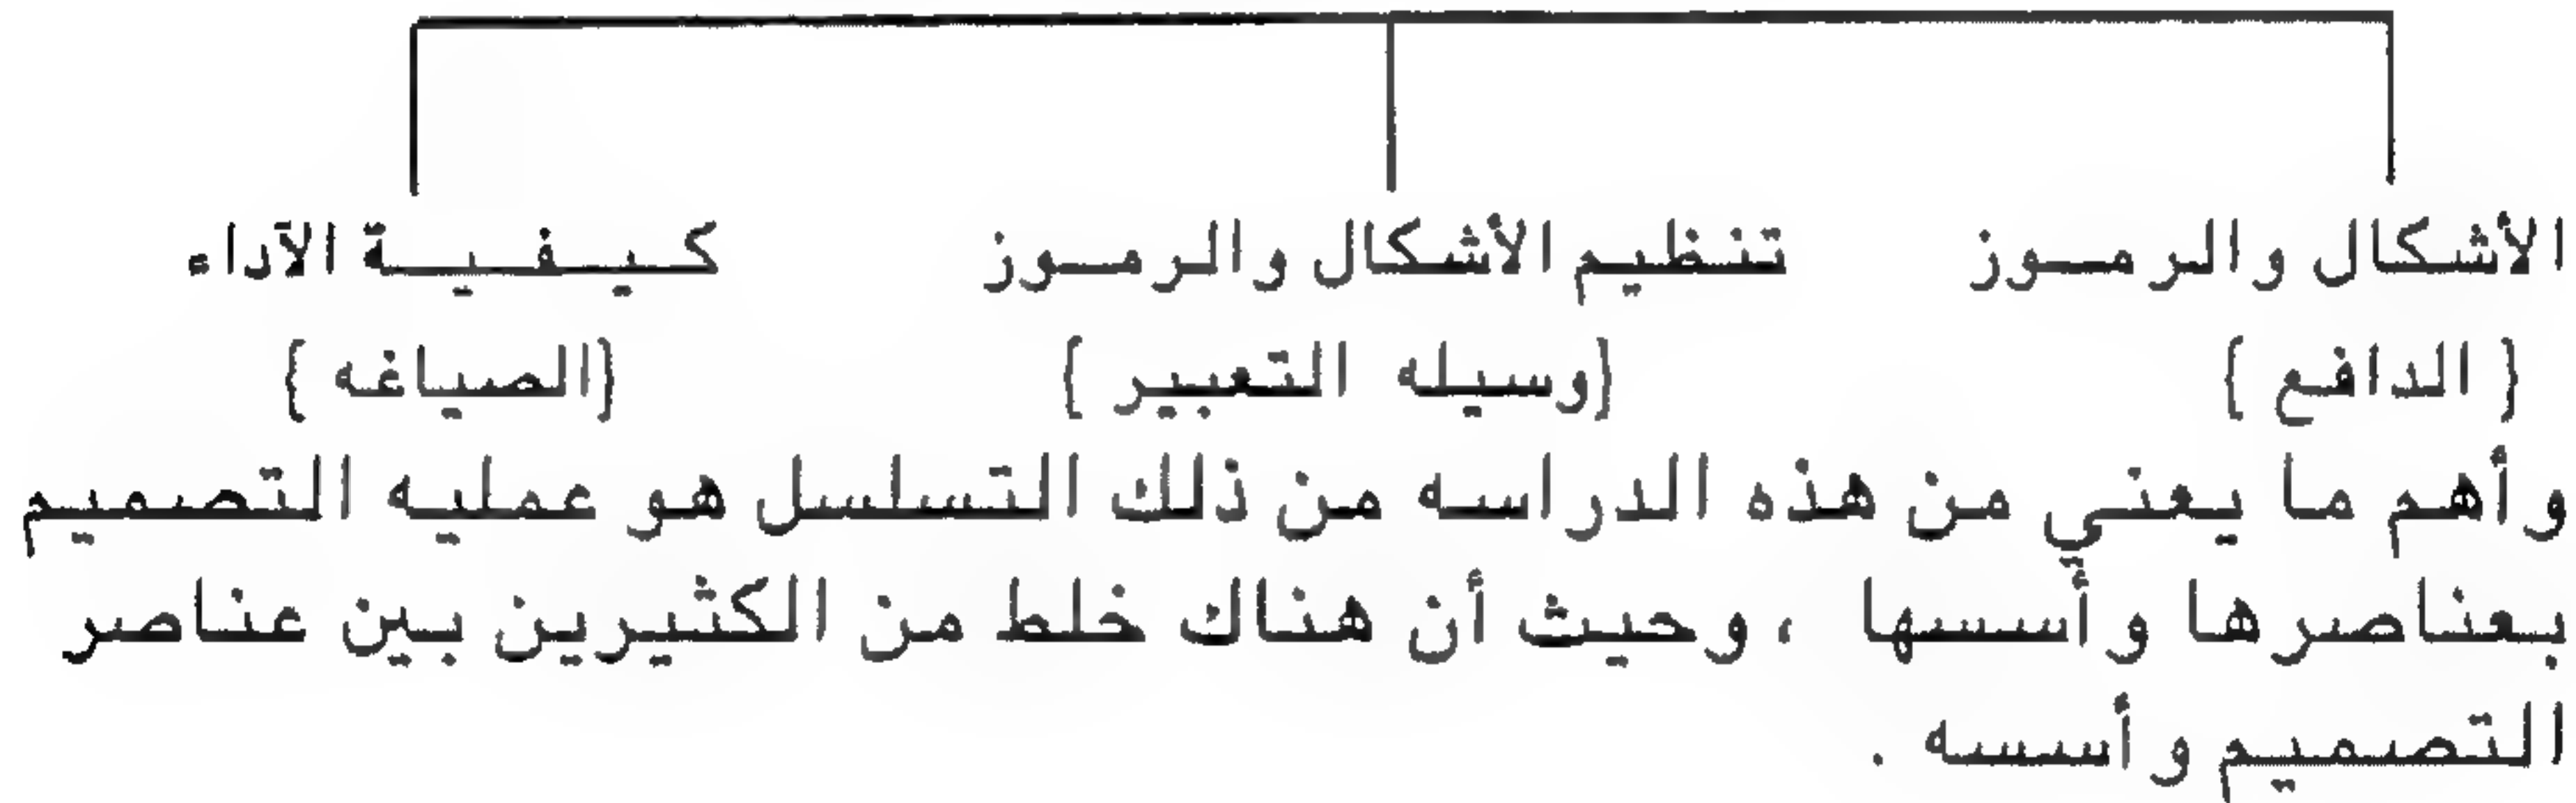 الأشكال والرموز تنظيم الأشكال والرموز كيفية الآداء
{ الدافع } {وسيله التعبير } {الصياغه }
وأهم ما يعني من هذه الدراسه من ذلك التسلسل هو عمليه التصميم
بعناصرها وأسسها ، وحيث أن هناك خلط من الكثيرين بين عناصر
التصميم وأسسه .